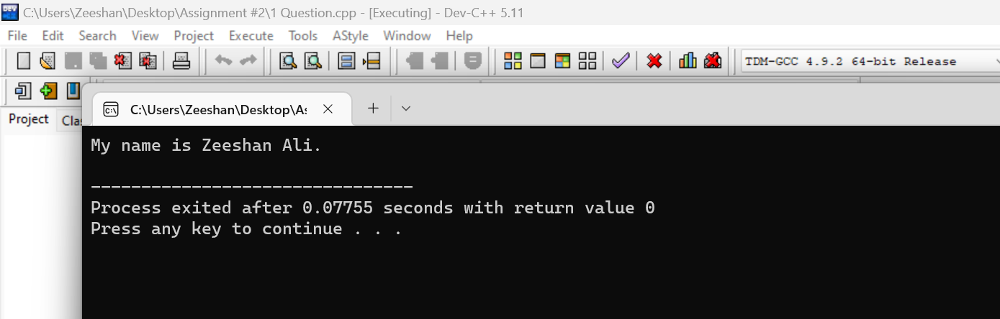 C:\Users\Zeeshan\Desktop\Assignment #2\1 Question.cpp - [Executing] - Dev-C++ 5.11
File Edit Search View Project Execute Tools AStyle Window Help
TDM-GCC 4.9.2 64-bit Release
C:\Users\Zeeshan\Desktop\As
Project Clas
My name is Zeeshan Ali.
--------------------------------
Process exited after 0.07755 seconds with return value 0
Press any key to continue . . .